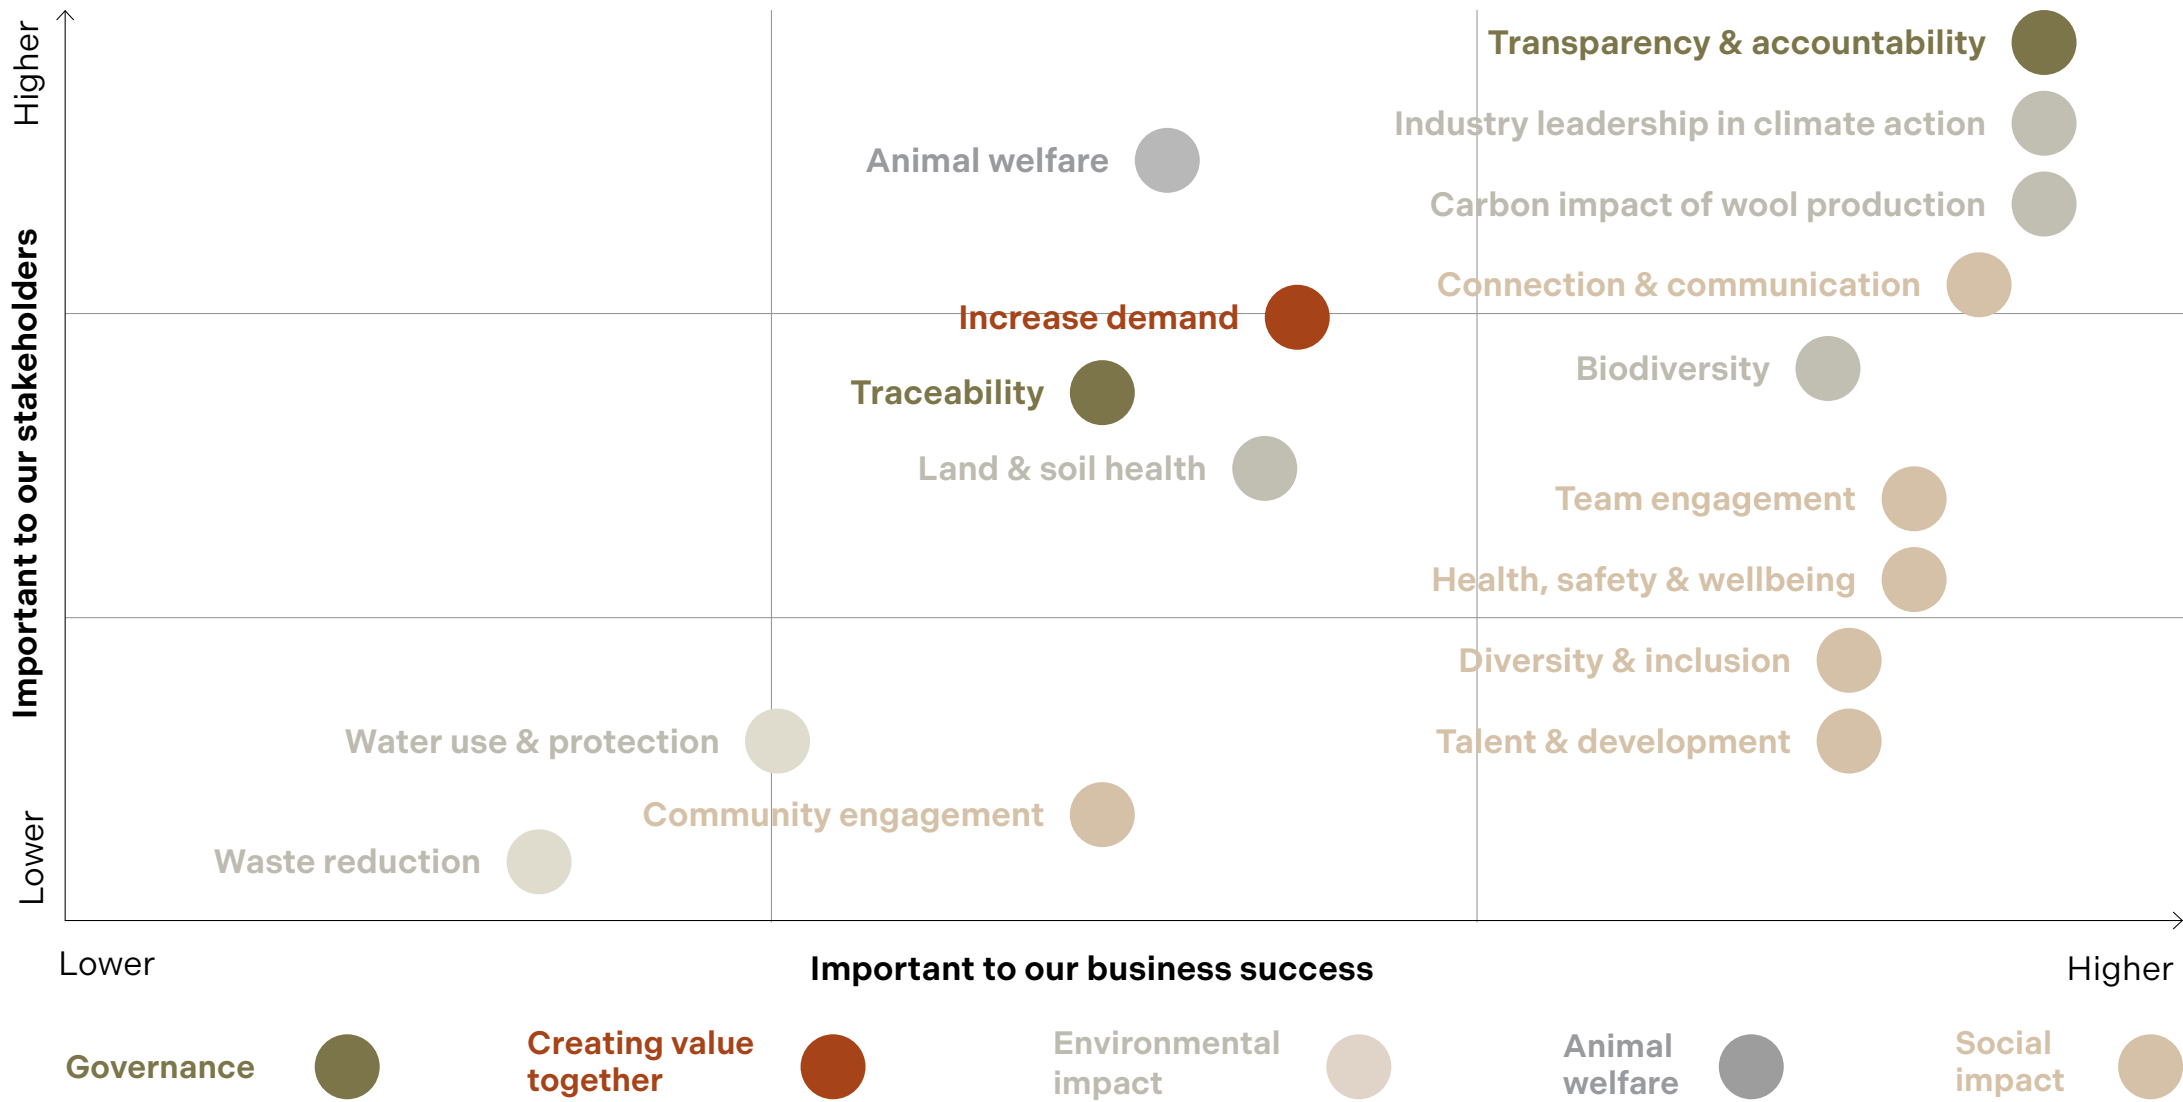 Higher
Important to our stakeholders
Lower
Transparency & accountability
Industry leadership in climate action
Animal welfare
Carbon impact of wool production
Connection & communication
Increase demand
Biodiversity
Traceability
Land & soil health
Team engagement
Health, safety & wellbeing
Diversity & inclusion
Water use & protection
Talent & development
Community engagement
Waste reduction
Lower
Important to our business success
Higher
Governance
Creating value
together
Environmental
impact
Animal
welfare
Social
impact